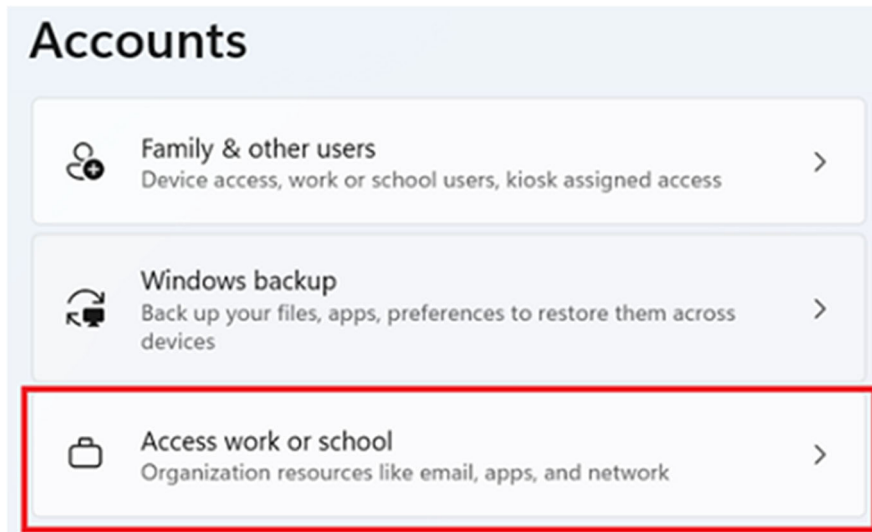 Accounts
Family & other users
Device access, work or school users, kiosk assigned access
Windows backup
Back up your files, apps, preferences to restore them across
devices
Access work or school
Organization resources like email, apps, and network